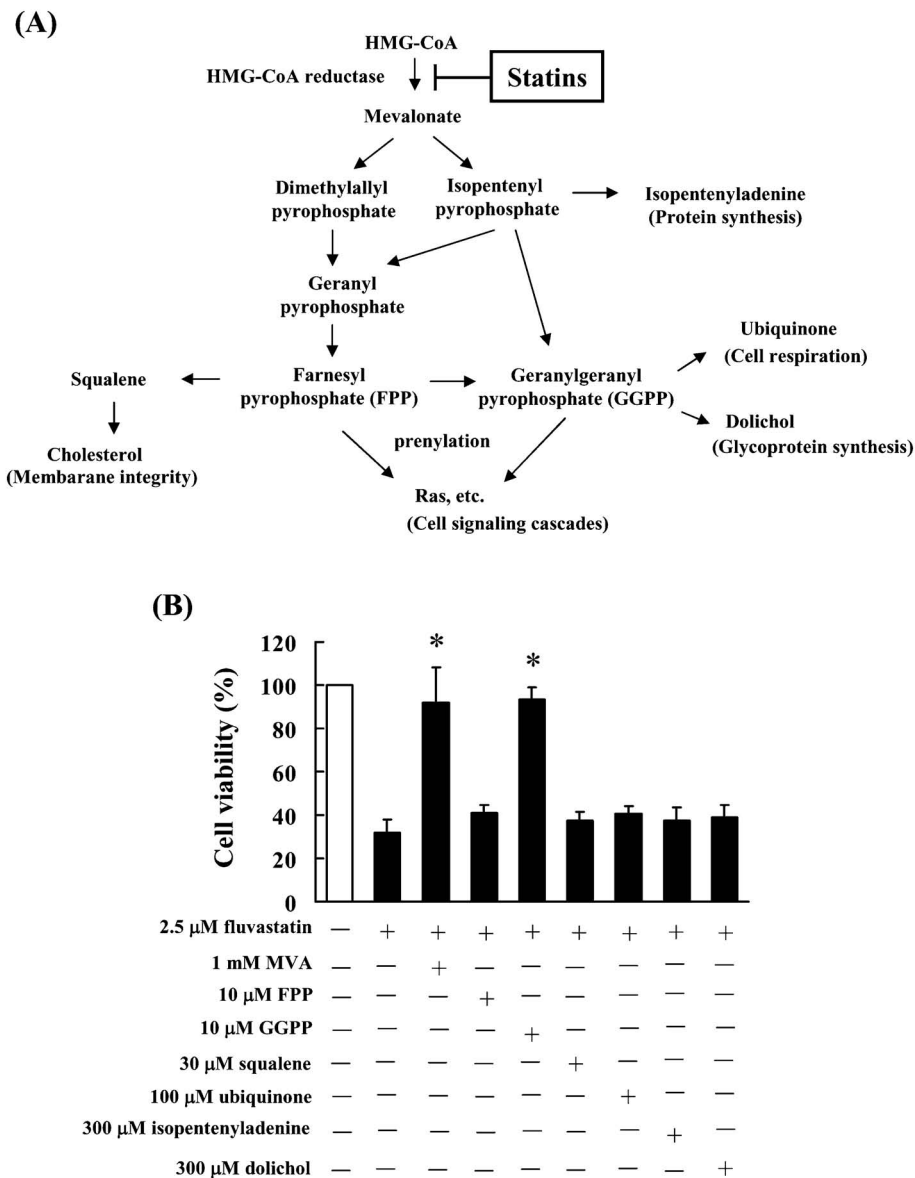 (A)
HMG-CoA
HMG-CoA reductase
Statins
Mevalonate
Dimethylallyl
pyrophosphate
Isopentenyl
pyrophosphate
Isopentenyladenine
(Protein synthesis)
Geranyl
pyrophosphate
Ubiquinone
(Cell respiration)
Squalene
Farnesyl
pyrophosphate (FPP)
Geranylgeranyl
pyrophosphate (GGPP)
Dolichol
(Glycoprotein synthesis)
Cholesterol
(Membarane integrity)
prenylation
Ras, etc.
(Cell signaling cascades)
(B)
Cell viability (%)
120
100
80
60
40
20
0
* *
2.5 μM fluvastatin — + + + + + + + +
1 mM MVA — — + — — — — — —
10 μM FPP — — — + — — — — —
10 μM GGPP — — — — + — — — —
30 μM squalene — — — — — + — — —
100 μM ubiquinone — — — — — — + — —
300 μM isopentenyladenine — — — — — — — + —
300 μM dolichol — — — — — — — — +